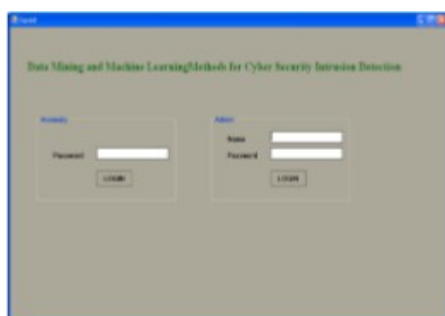 Data Mining and Machine LearningMethods for Cyber Security Intrusion Detection
Admin
Name
Password
Password
LOGIN
LOGIN